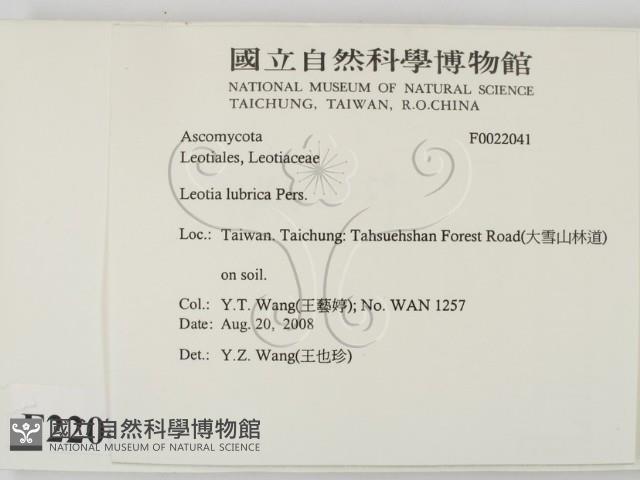 國立自然科學博物館
NATIONAL MUSEUM OF NATURAL SCIENCE
TAICHUNG, TAIWAN, R.O.CHINA
Ascomycota F0022041
Leotiales, Leotiaceae
Leotia lubrica Pers.
Loc.: Taiwan. Taichung: Tahsuehshan Forest Road(大雪山林道)
on soil.
Col.: Y.T. Wang(王藝婷); No. WAN 1257
Date: Aug. 20, 2008
Det.: Y.Z. Wang(王也珍)
國立自然科學博物館
NATIONAL MUSEUM OF NATURAL SCIENCE